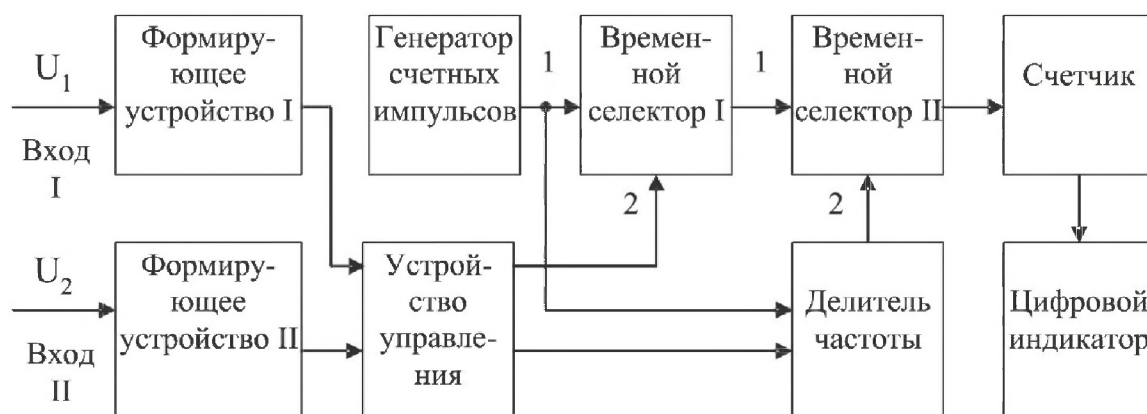 U1
Вход
I
Формиру-
ющее
устройство I
Генератор
счетных
импульсов
1
Времен-
ной
селектор I
1
Времен-
ной
селектор II
Счетчик
2
2
U2
Вход
II
Формиру-
ющее
устройство II
Устрой-
ство
управле-
ния
Делитель
частоты
Цифровой
индикатор